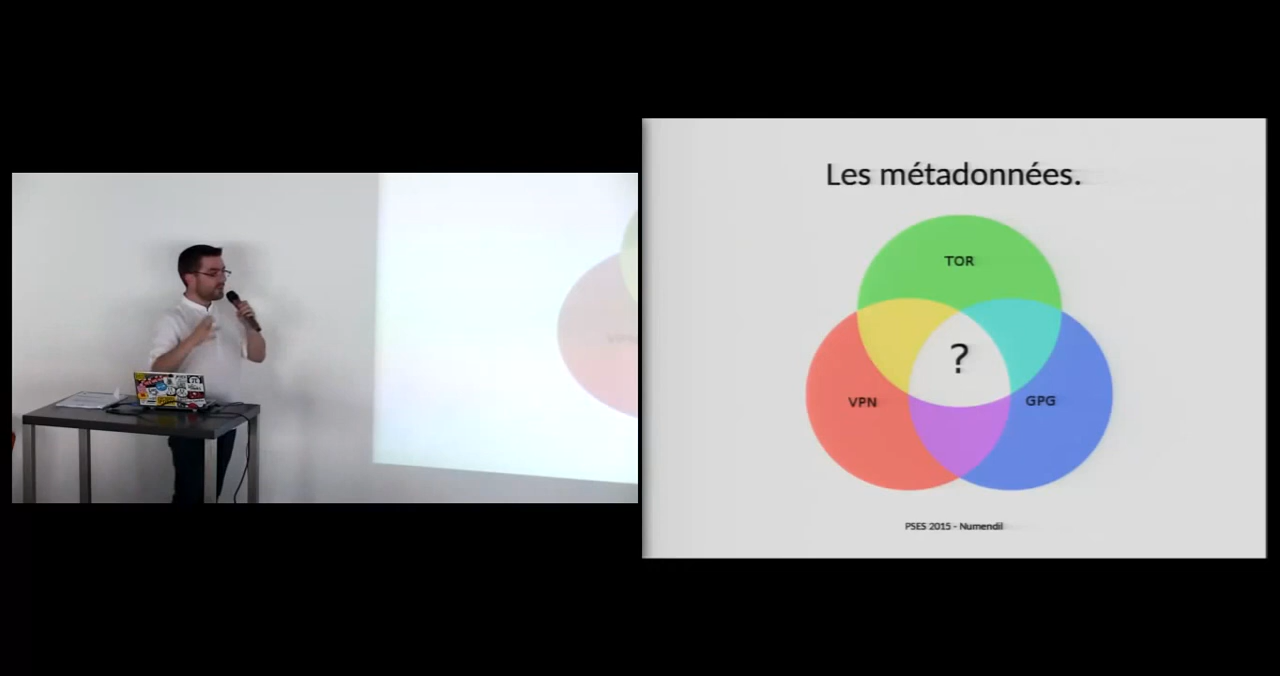 Les métadonnées.
TOR
?
VPN
GPG
PSES 2015 - Numendil